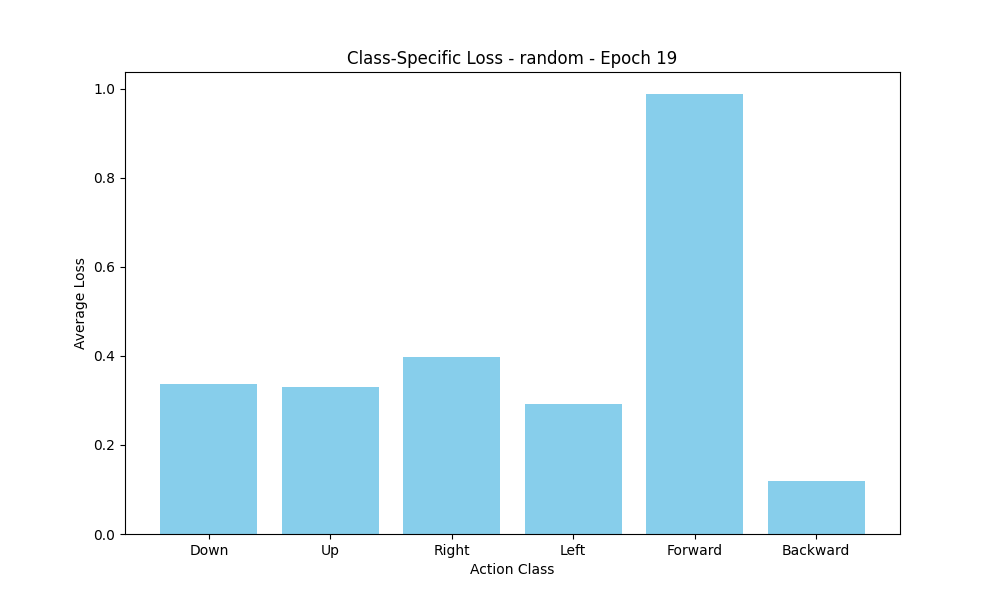 Class-Specific Loss - random - Epoch 19
1.0
0.8
0.6
0.4
0.2
0.0
Average Loss
Down Up Right Left Forward Backward
Action Class